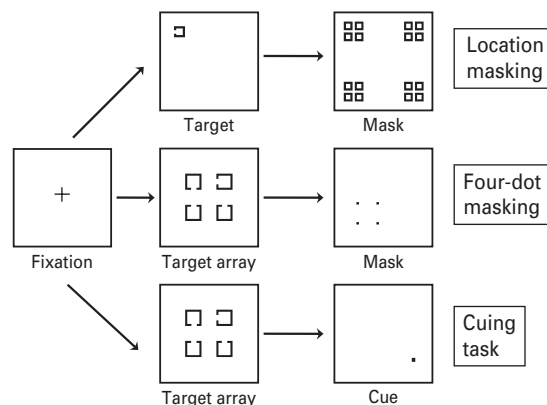 Target
Mask
Location
masking
Fixation
Target array
Mask
Four-dot
masking
Target array
Cue
Cuing
task